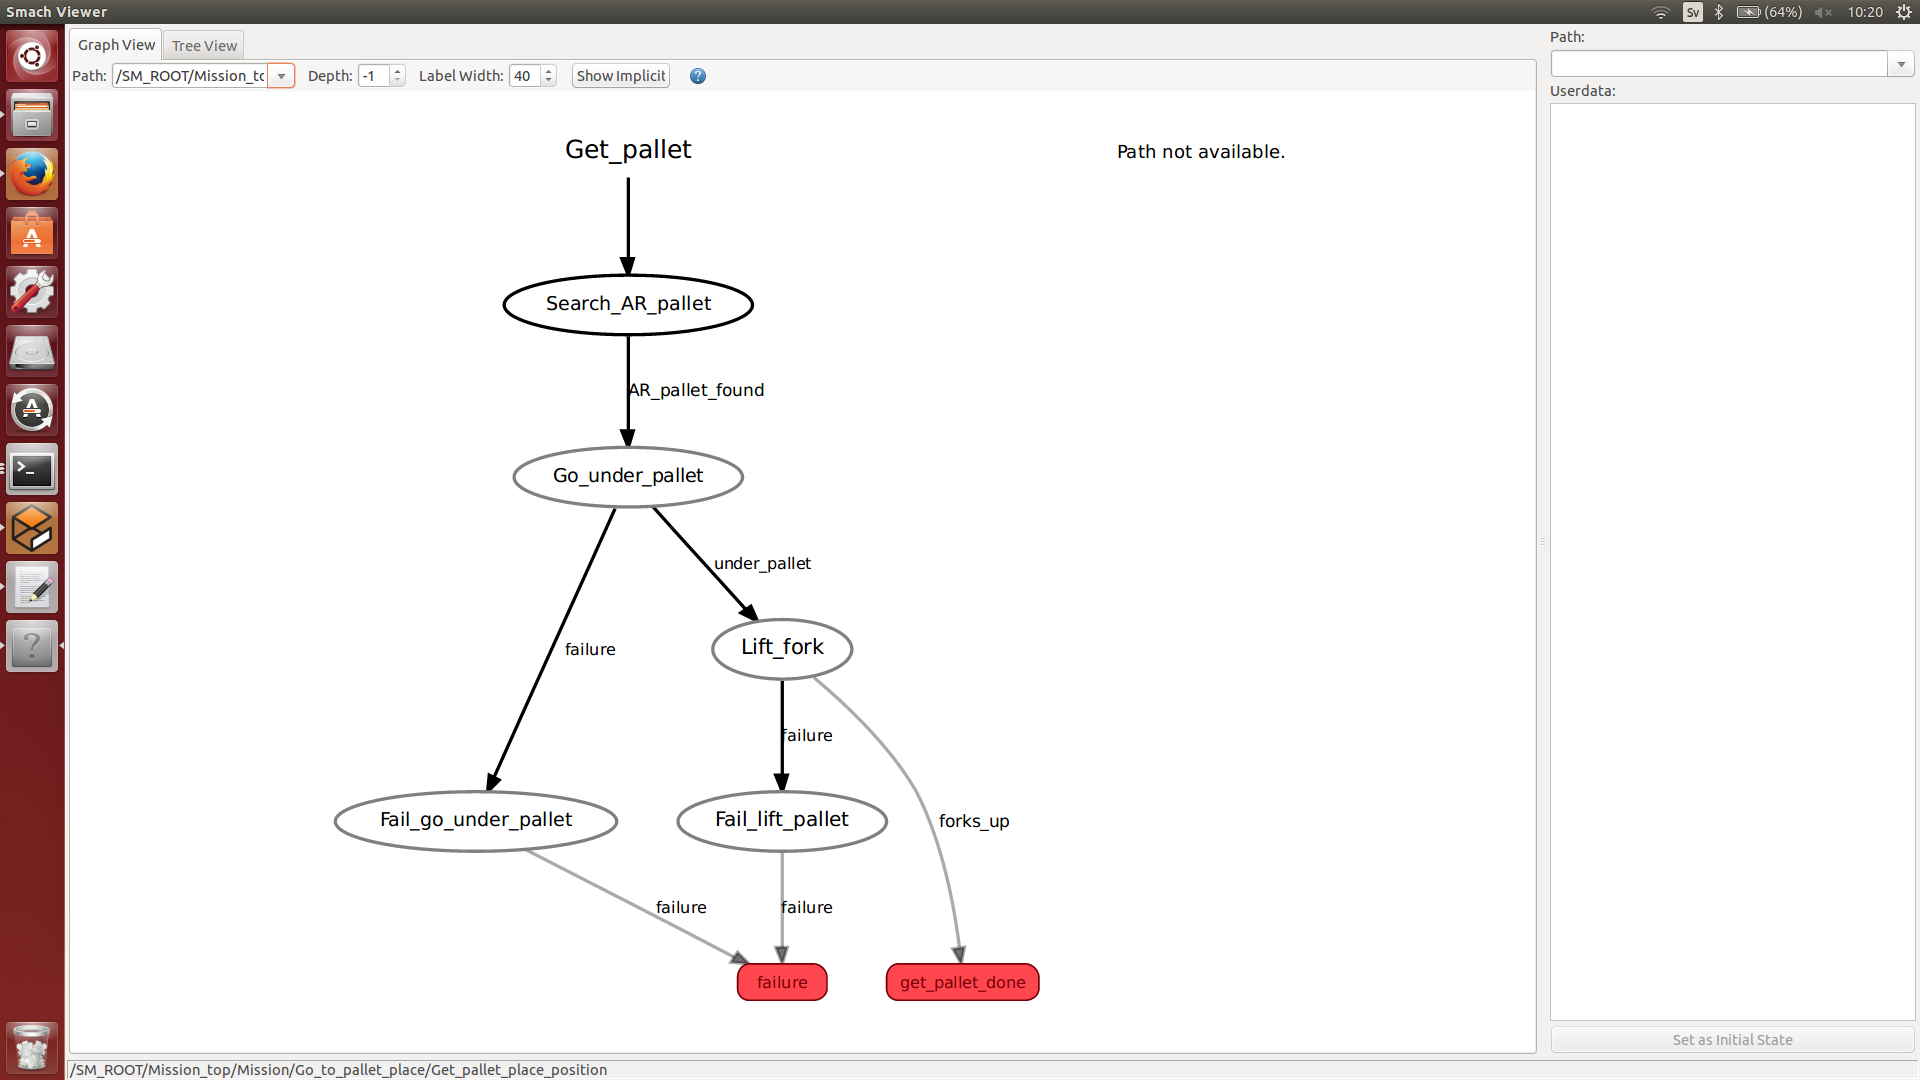 Smach Viewer
Sv
(64%)
10:20
Graph View
Tree View
Path: /SM_ROOT/Mission_to
Depth: -1
Label Width: 40
Show Implicit
?
Path:
Userdata:
Get_pallet
Path not available.
Search_AR_pallet
AR_pallet_found
Go_under_pallet
under_pallet
failure
Lift_fork
failure
Fail_go_under_pallet
Fail_lift_pallet
forks_up
failure
failure
failure
get_pallet_done
Set as Initial State
/SM_ROOT/Mission_top/Mission/Go_to_pallet_place/Get_pallet_place_position